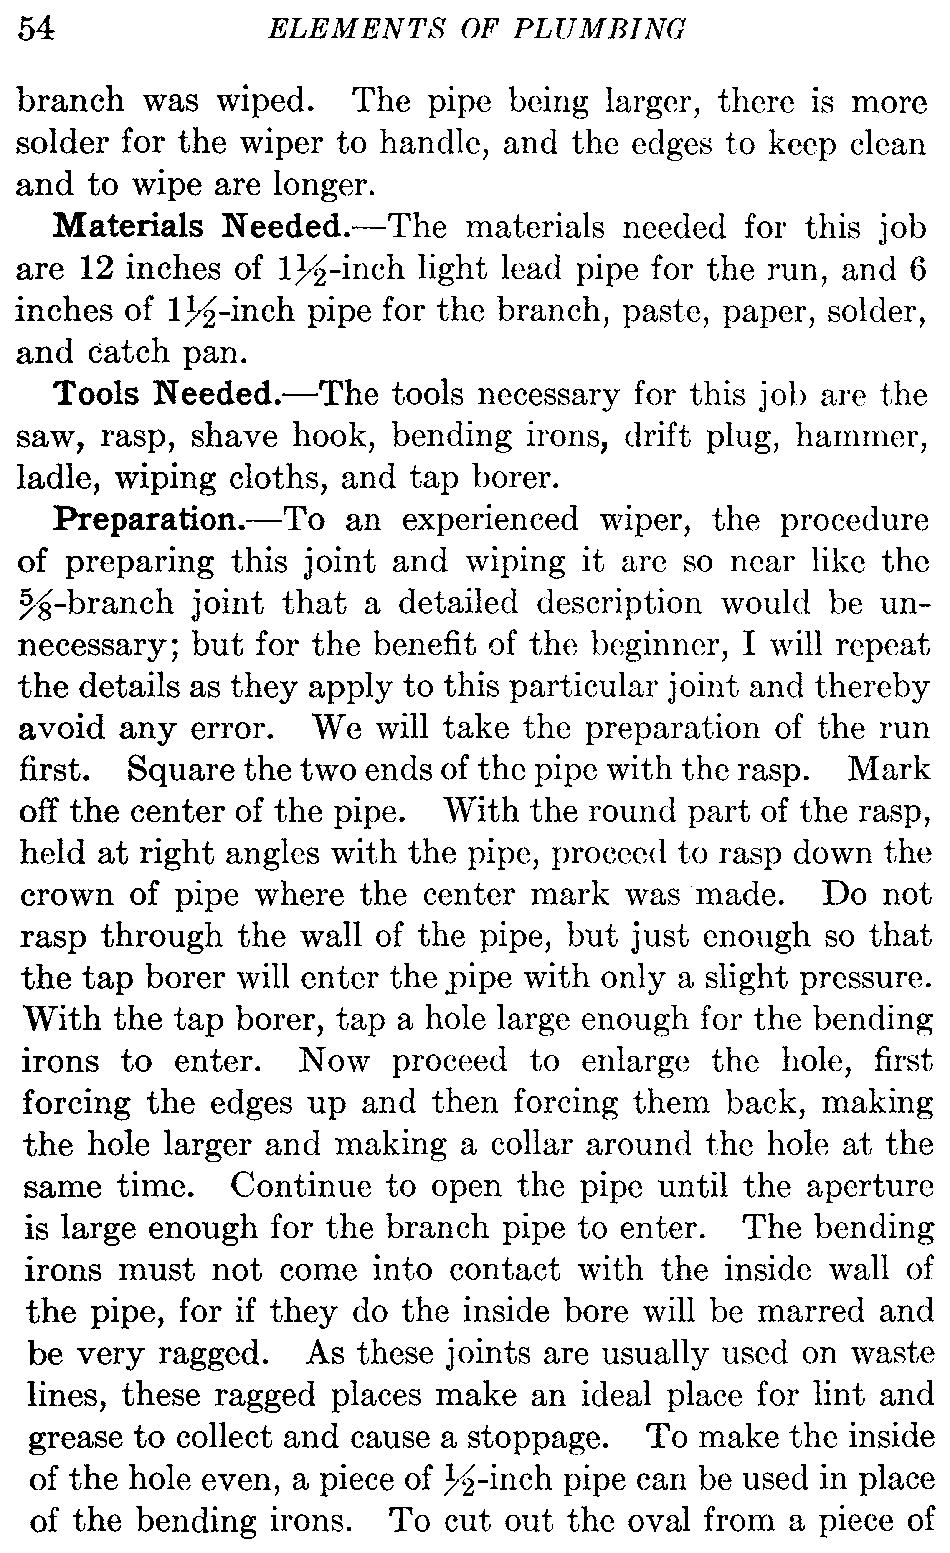 54 ELEMENTS OF PLUMBING
branch was wiped. The pipe being larger, there is more
solder for the wiper to handle, and the edges to keep clean
and to wipe are longer.
Materials Needed.—The materials needed for this job
are 12 inches of 1½-inch light lead pipe for the run, and 6
inches of 1½-inch pipe for the branch, paste, paper, solder,
and catch pan.
Tools Needed.—The tools necessary for this job are the
saw, rasp, shave hook, bending irons, drift plug, hammer,
ladle, wiping cloths, and tap borer.
Preparation.—To an experienced wiper, the procedure
of preparing this joint and wiping it are so near like the
⅝-branch joint that a detailed description would be un-
necessary; but for the benefit of the beginner, I will repeat
the details as they apply to this particular joint and thereby
avoid any error. We will take the preparation of the run
first. Square the two ends of the pipe with the rasp. Mark
off the center of the pipe. With the round part of the rasp,
held at right angles with the pipe, proceed to rasp down the
crown of pipe where the center mark was made. Do not
rasp through the wall of the pipe, but just enough so that
the tap borer will enter the pipe with only a slight pressure.
With the tap borer, tap a hole large enough for the bending
irons to enter. Now proceed to enlarge the hole, first
forcing the edges up and then forcing them back, making
the hole larger and making a collar around the hole at the
same time. Continue to open the pipe until the aperture
is large enough for the branch pipe to enter. The bending
irons must not come into contact with the inside wall of
the pipe, for if they do the inside bore will be marred and
be very ragged. As these joints are usually used on waste
lines, these ragged places make an ideal place for lint and
grease to collect and cause a stoppage. To make the inside
of the hole even, a piece of ½-inch pipe can be used in place
of the bending irons. To cut out the oval from a piece of